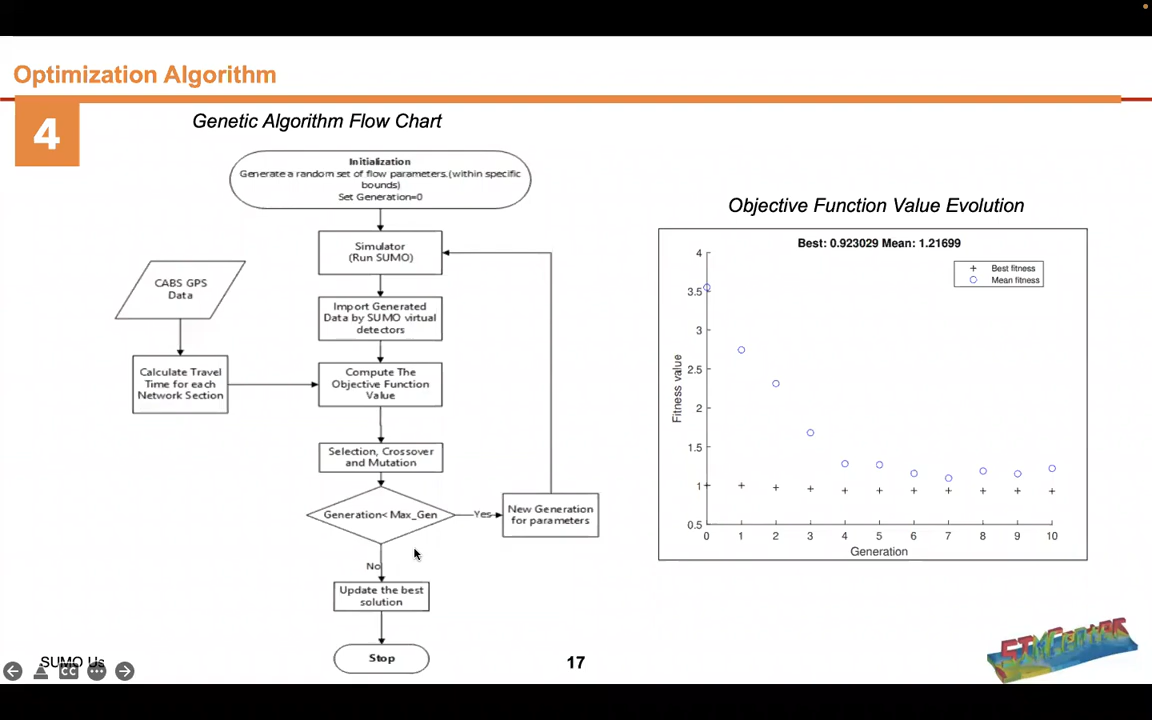 Optimization Algorithm
4
Genetic Algorithm Flow Chart
Initialization
Generate a random set of flow parameters.(within specific
bounds)
Set Generation=0
Simulator
(Run SUMO)
CABS GPS
Data
Import Generated
Data by SUMO virtual
detectors
Calculate Travel
Time for each
Network Section
Compute The
Objective Function
Value
Selection, Crossover
and Mutation
Generation< Max_Gen
Yes
New Generation
for parameters
No
Update the best
solution
Stop
Objective Function Value Evolution
Best: 0.923029 Mean: 1.21699
Best fitness
Mean fitness
Fitness value
4
3.5
3
2.5
2
1.5
1
0.5
0 1 2 3 4 5 6 7 8 9 10
Generation
SUMO Us
CC
17